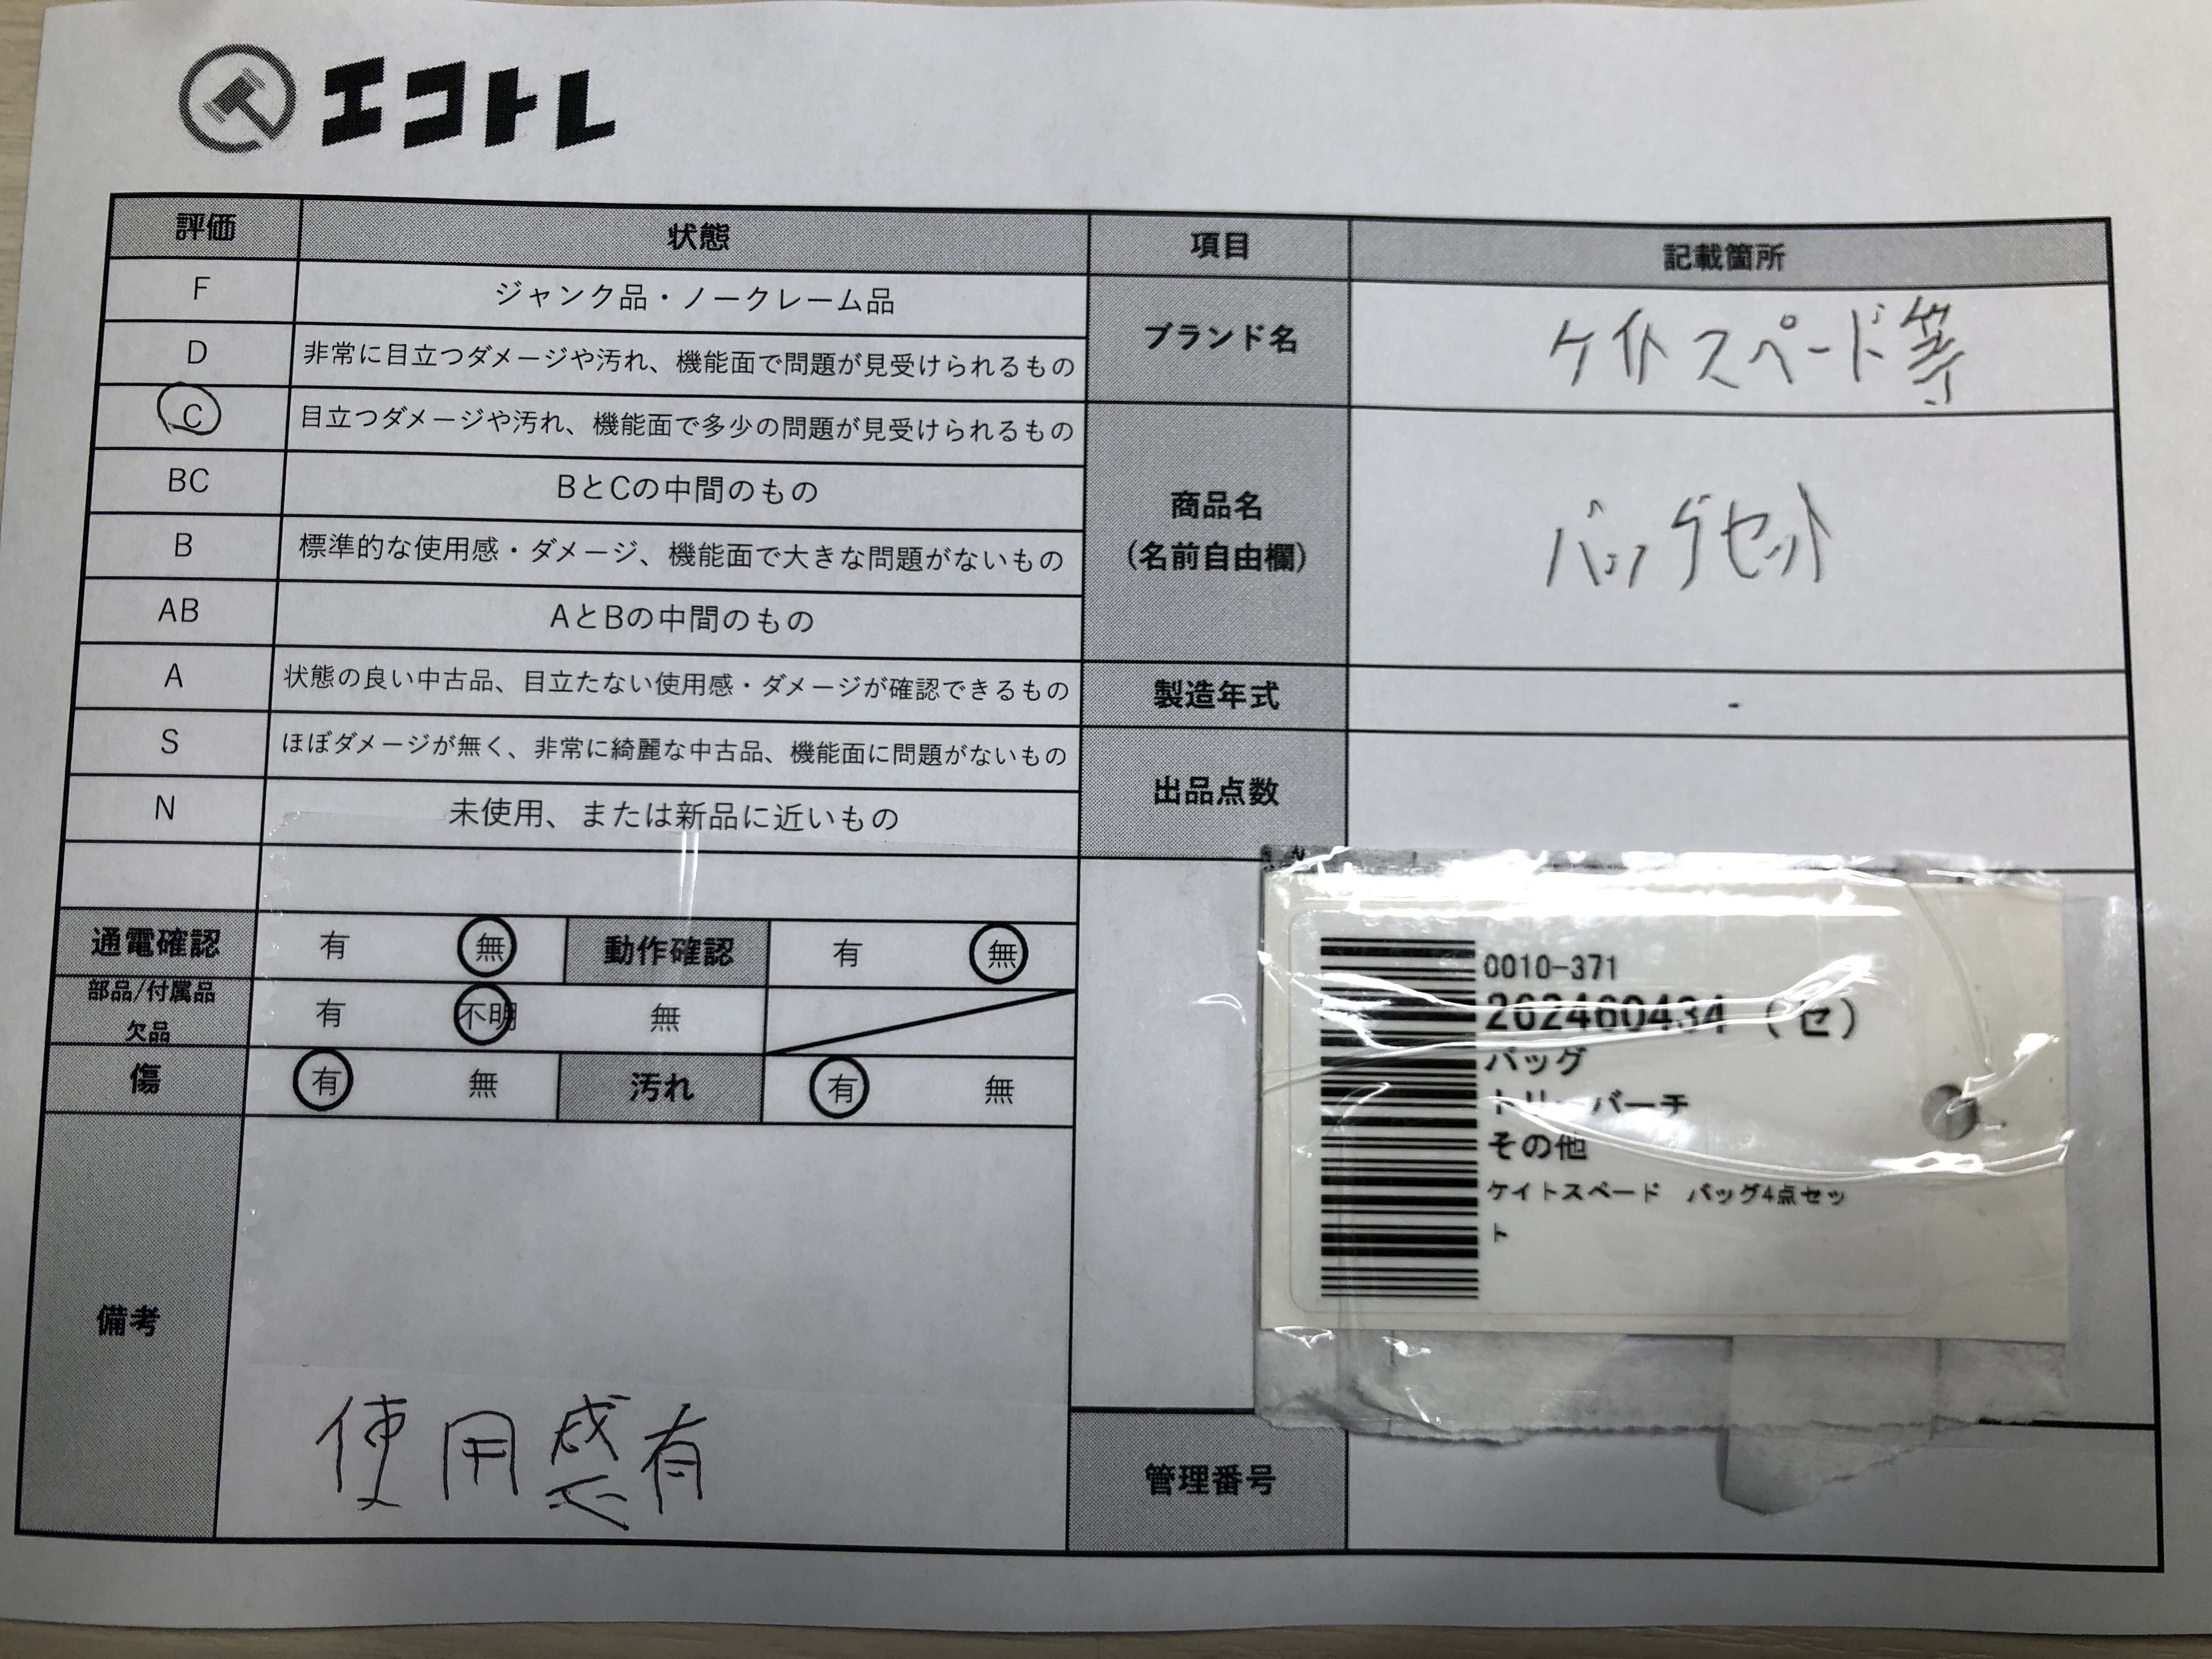 エコトレ
評価 状態 項目 記載箇所
F ジャンク品・ノークレーム品
D 非常に目立つダメージや汚れ、機能面で問題が見受けられるもの
ブランド名 ケイトスペード等
C 目立つダメージや汚れ、機能面で多少の問題が見受けられるもの
BC BとCの中間のもの
商品名
(名前自由欄)
バッグセット
B 標準的な使用感・ダメージ、機能面で大きな問題がないもの
AB AとBの中間のもの
A 状態の良い中古品、目立たない使用感・ダメージが確認できるもの
製造年式 -
S ほぼダメージが無く、非常に綺麗な中古品、機能面に問題がないもの
出品点数
N 未使用、または新品に近いもの
通電確認 有 無 動作確認 有 無
部品/付属品
欠品
有 不明 無
傷 有 無 汚れ 有 無
0010-371
262460434 (セ)
バッグ
トリーバーチ
その他
ケイトスペード バッグ4点セッ
ト
備考
使用感有
管理番号